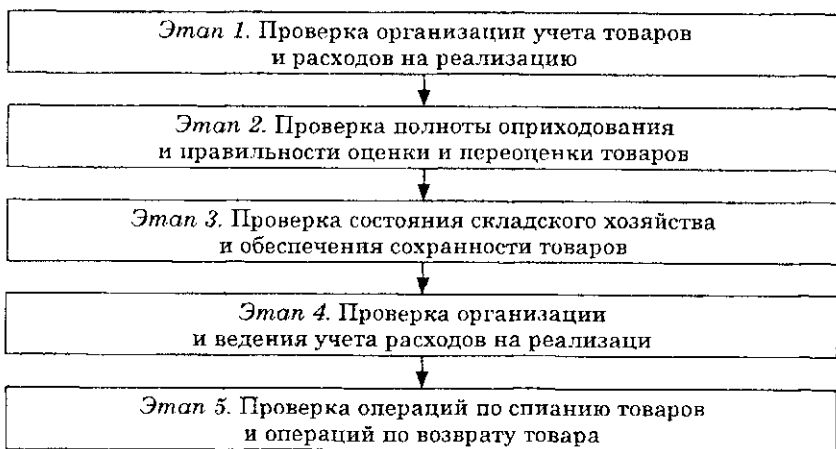 Этап 1. Проверка организации учета товаров
и расходов на реализацию
Этап 2. Проверка полноты оприходования
и правильности оценки и переоценки товаров
Этап 3. Проверка состояния складского хозяйства
и обеспечения сохранности товаров
Этап 4. Проверка организации
и ведения учета расходов на реализаци
Этап 5. Проверка операций по спианию товаров
и операций по возврату товара